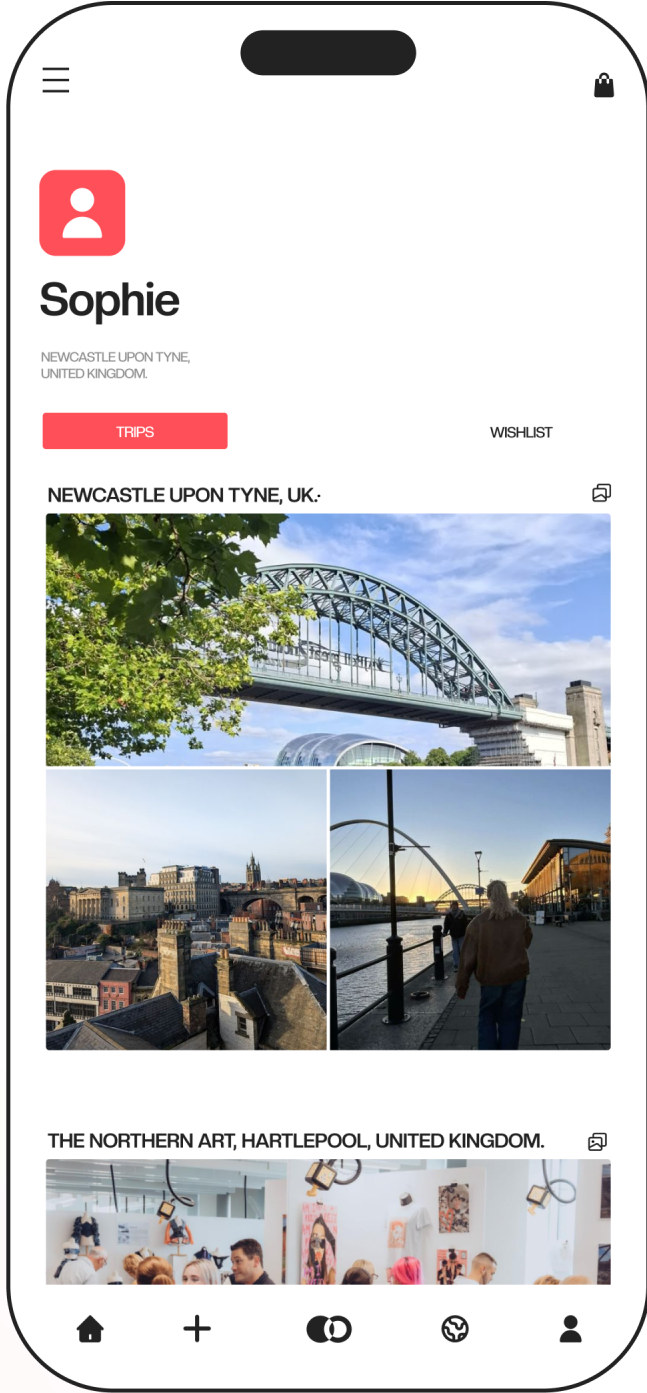 Sophie
NEWCASTLE UPON TYNE,
UNITED KINGDOM.
TRIPS
WISHLIST
NEWCASTLE UPON TYNE, UK.·
THE NORTHERN ART, HARTLEPOOL, UNITED KINGDOM.